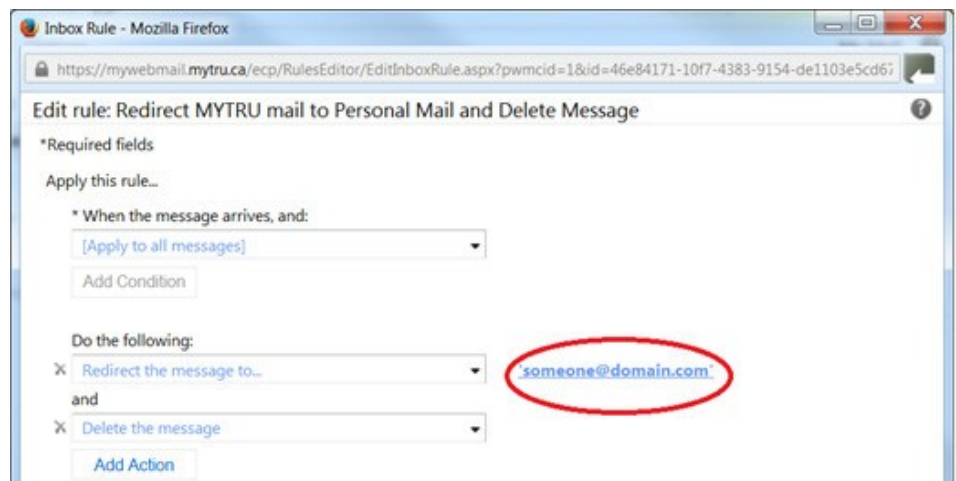 Inbox Rule - Mozilla Firefox
https://mywebmail.mytru.ca/ecp/RulesEditor/EditInboxRule.aspx?pwmcid=1&id=46e84171-10f7-4383-9154-de1103e5cd67
Edit rule: Redirect MYTRU mail to Personal Mail and Delete Message
*Required fields
Apply this rule...
* When the message arrives, and:
[Apply to all messages]
Add Condition
Do the following:
Redirect the message to... 'someone@domain.com'
and
Delete the message
Add Action